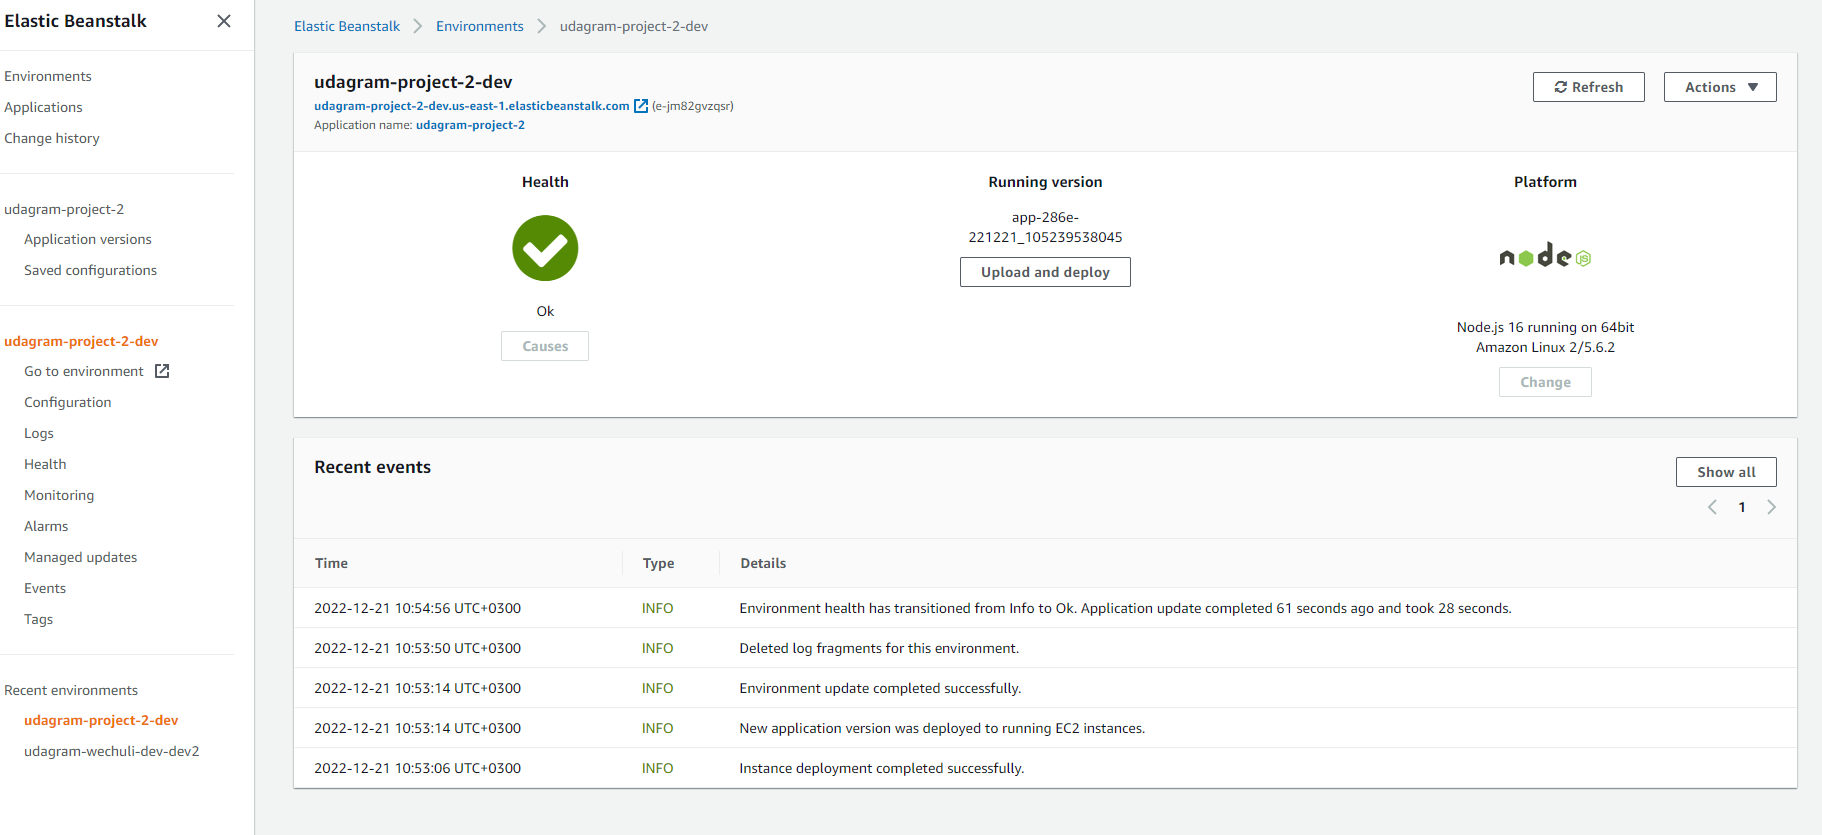 Elastic Beanstalk
Environments
Applications
Change history
udagram-project-2
Application versions
Saved configurations
udagram-project-2-dev
Go to environment
Configuration
Logs
Health
Monitoring
Alarms
Managed updates
Events
Tags
Recent environments
udagram-project-2-dev
udagram-wechuli-dev-dev2
Elastic Beanstalk > Environments > udagram-project-2-dev
udagram-project-2-dev
udagram-project-2-dev.us-east-1.elasticbeanstalk.com (e-jm82gvzqsr)
Application name: udagram-project-2
Refresh
Actions
Health
Ok
Causes
Running version
app-286e-
221221_105239538045
Upload and deploy
Platform
node JS
Node.js 16 running on 64bit
Amazon Linux 2/5.6.2
Change
Recent events
Show all
1
Time Type Details
2022-12-21 10:54:56 UTC+0300 INFO Environment health has transitioned from Info to Ok. Application update completed 61 seconds ago and took 28 seconds.
2022-12-21 10:53:50 UTC+0300 INFO Deleted log fragments for this environment.
2022-12-21 10:53:14 UTC+0300 INFO Environment update completed successfully.
2022-12-21 10:53:14 UTC+0300 INFO New application version was deployed to running EC2 instances.
2022-12-21 10:53:06 UTC+0300 INFO Instance deployment completed successfully.